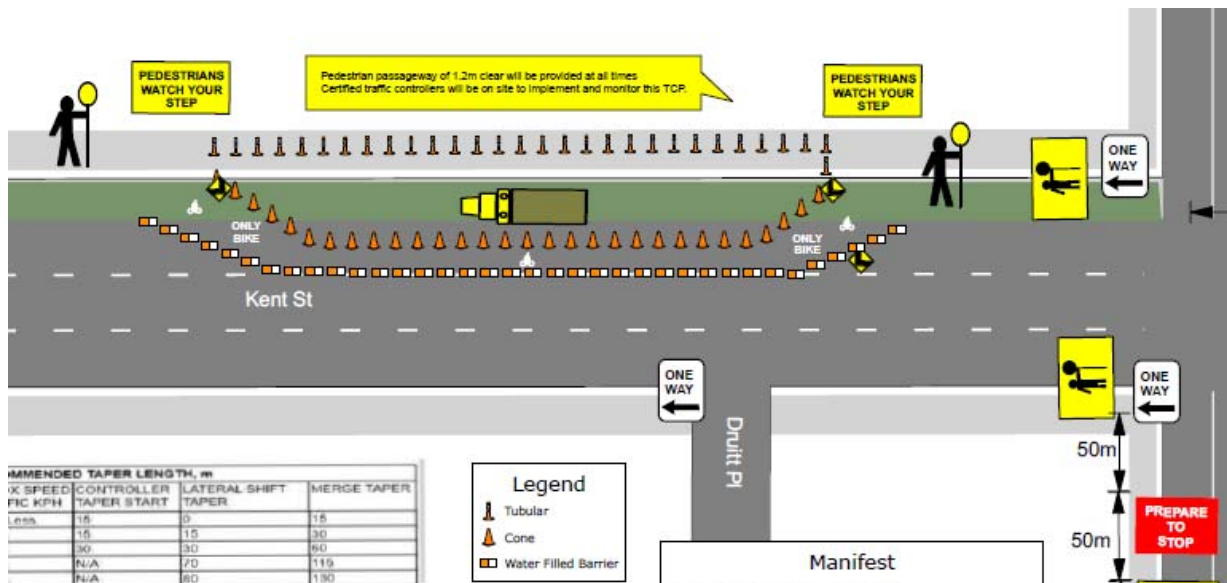 PEDESTRIANS
WATCH YOUR
STEP
Pedestrian passageway of 1.2m clear will be provided at all times
Certified traffic controllers will be on site to implement and monitor this TCP.
PEDESTRIANS
WATCH YOUR
STEP
ONE
WAY
ONLY
BIKE
ONLY
BIKE
Kent St
ONE
WAY
ONE
WAY
Druitt Pl
50m
PREPARE
TO
STOP
50m
OMMENDED TAPER LENGTH, m
SPEED CONTROLLER LATERAL SHIFT MERGE TAPER
KPH TAPER START TAPER
Less 15 0 15
15 15 30
30 30 60
N/A 70 115
N/A 80 130
Legend
Tubular
Cone
Water Filled Barrier
Manifest